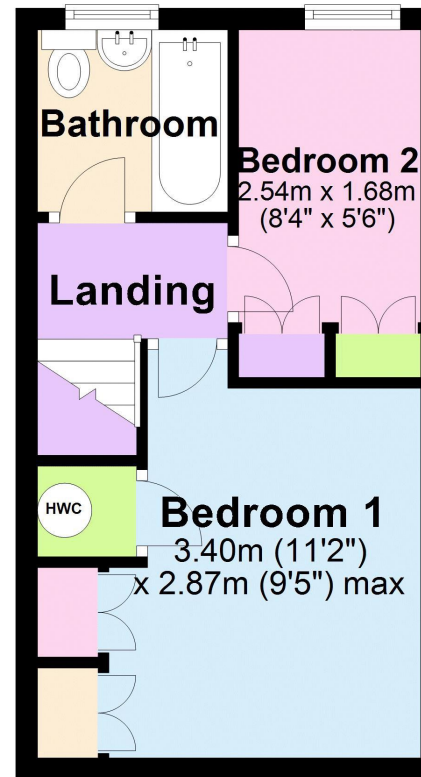 Bathroom
Bedroom 2
2.54m x 1.68m
(8'4" x 5'6")
Landing
HWC
Bedroom 1
3.40m (11'2")
x 2.87m (9'5") max